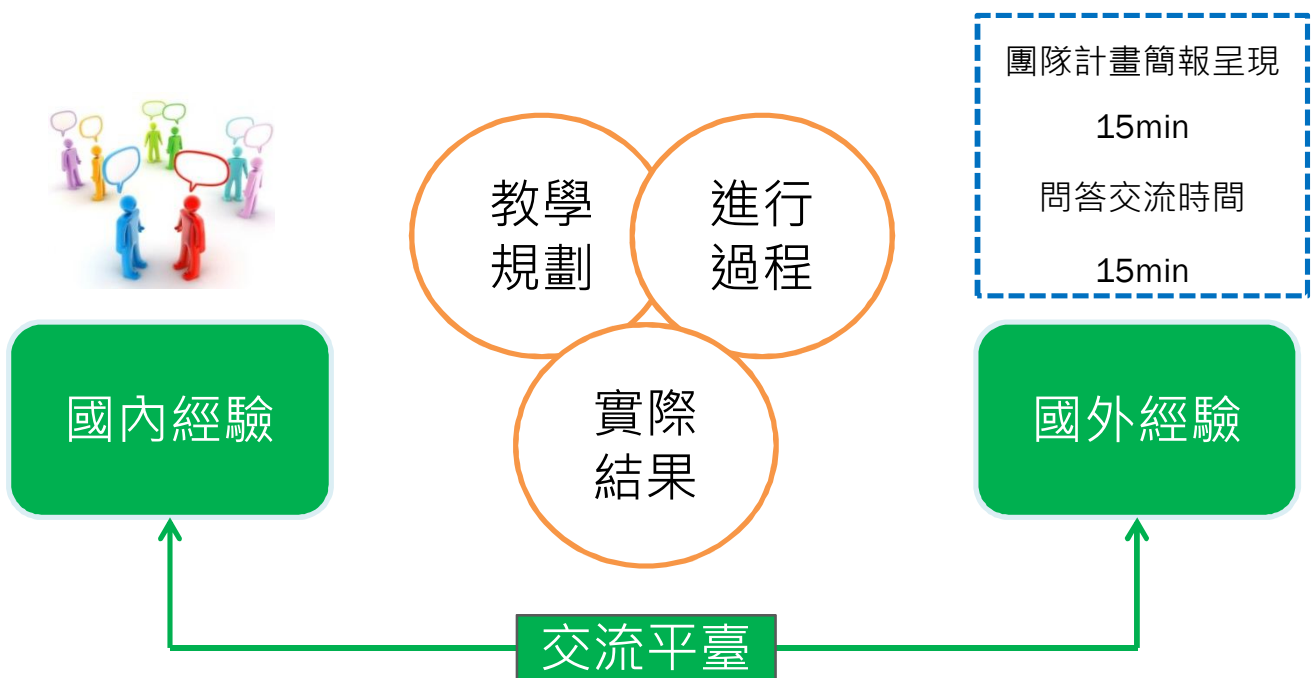 團隊計畫簡報呈現
15min
問答交流時間
15min
教學
規劃
進行
過程
實際
結果
國內經驗
國外經驗
交流平臺